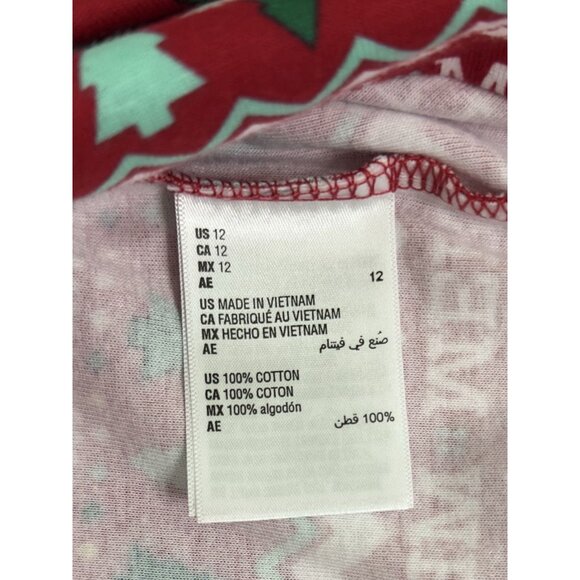 US 12
CA 12
MX 12
AE 12
US MADE IN VIETNAM
CA FABRIQUÉ AU VIETNAM
MX HECHO EN VIETNAM
AE صُنع في فيتنام
US 100% COTTON
CA 100% COTON
MX 100% algodón
AE 100% قطن